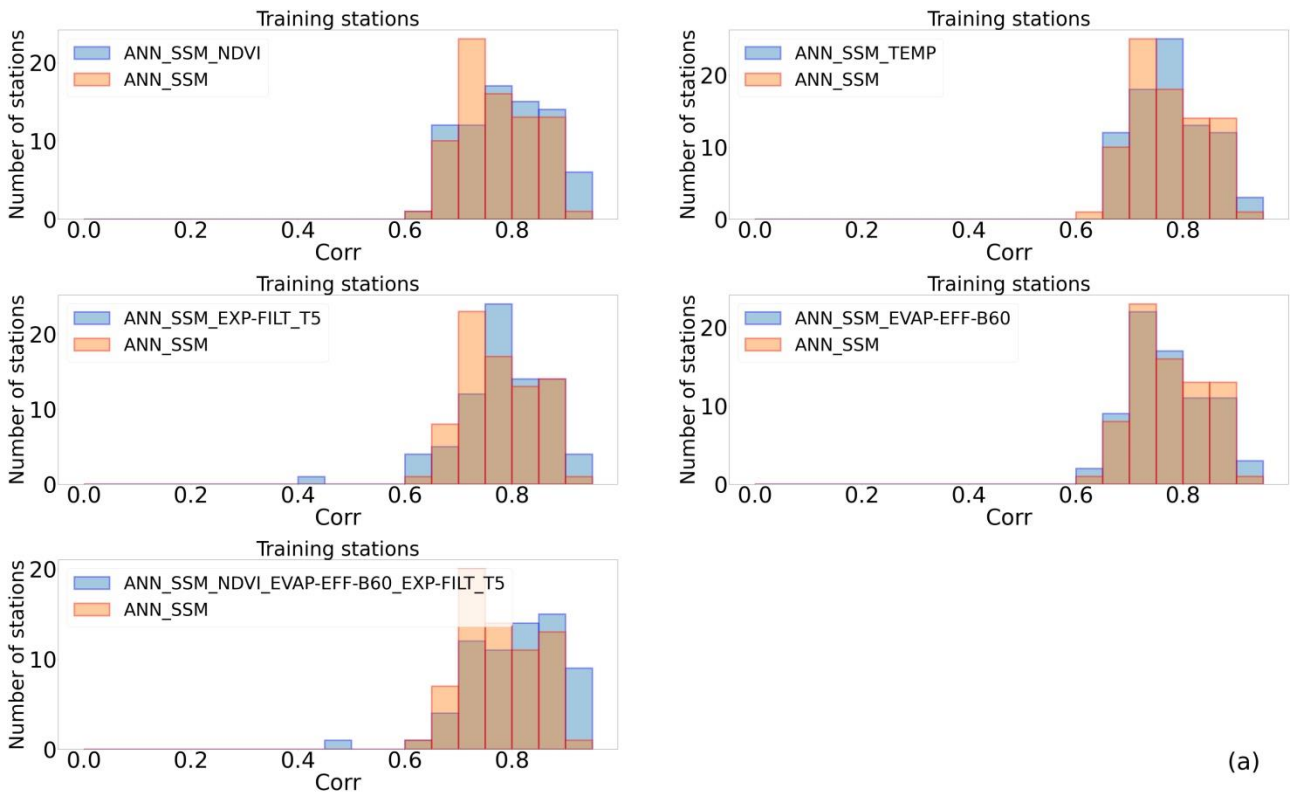 Training stations
Number of stations
20
10
0
ANN_SSM_NDVI
ANN_SSM
0.0 0.2 0.4 0.6 0.8
Corr
Training stations
Number of stations
20
10
0
ANN_SSM_TEMP
ANN_SSM
0.0 0.2 0.4 0.6 0.8
Corr
Training stations
Number of stations
20
10
0
ANN_SSM_EXP-FILT_T5
ANN_SSM
0.0 0.2 0.4 0.6 0.8
Corr
Training stations
Number of stations
20
10
0
ANN_SSM_EVAP-EFF-B60
ANN_SSM
0.0 0.2 0.4 0.6 0.8
Corr
Training stations
Number of stations
20
10
0
ANN_SSM_NDVI_EVAP-EFF-B60_EXP-FILT_T5
ANN_SSM
0.0 0.2 0.4 0.6 0.8
Corr
(a)